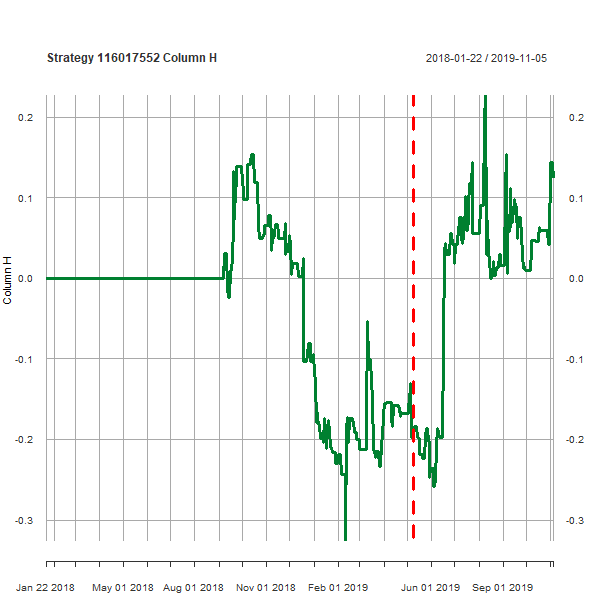 Strategy 116017552 Column H
2018-01-22 / 2019-11-05
0.2 0.2
0.1 0.1
0.0 0.0
-0.1 -0.1
-0.2 -0.2
-0.3 -0.3
Column H
Jan 22 2018 May 01 2018 Aug 01 2018 Nov 01 2018 Feb 01 2019 Jun 01 2019 Sep 01 2019